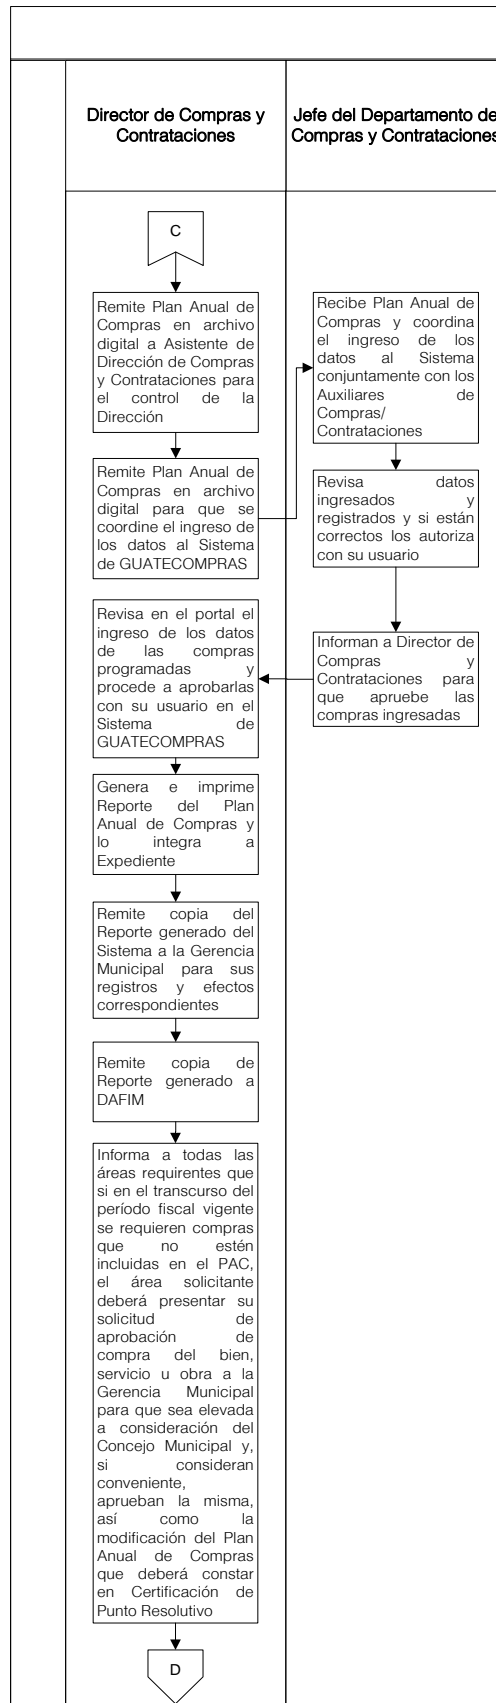 Director de Compras y
Contrataciones
Jefe del Departamento de
Compras y Contrataciones
C
Remite Plan Anual de
Compras en archivo
digital a Asistente de
Dirección de Compras
y Contrataciones para
el control de la
Dirección
Remite Plan Anual de
Compras en archivo
digital para que se
coordine el ingreso de
los datos al Sistema
de GUATECOMPRAS
Recibe Plan Anual de
Compras y coordina
el ingreso de los
datos al Sistema
conjuntamente con los
Auxiliares de
Compras/
Contrataciones
Revisa datos
ingresados y
registrados y si están
correctos los autoriza
con su usuario
Informan a Director de
Compras y
Contrataciones para
que apruebe las
compras ingresadas
Revisa en el portal el
ingreso de los datos
de las compras
programadas y
procede a aprobarlas
con su usuario en el
Sistema de
GUATECOMPRAS
Genera e imprime
Reporte del Plan
Anual de Compras y
lo integra a
Expediente
Remite copia del
Reporte generado del
Sistema a la Gerencia
Municipal para sus
registros y efectos
correspondientes
Remite copia de
Reporte generado a
DAFIM
Informa a todas las
áreas requirentes que
si en el transcurso del
período fiscal vigente
se requieren compras
que no estén
incluidas en el PAC,
el área solicitante
deberá presentar su
solicitud de
aprobación de
compra del bien,
servicio u obra a la
Gerencia Municipal
para que sea elevada
a consideración del
Concejo Municipal y,
si consideran
conveniente,
aprueban la misma,
así como la
modificación del Plan
Anual de Compras
que deberá constar
en Certificación de
Punto Resolutivo
D